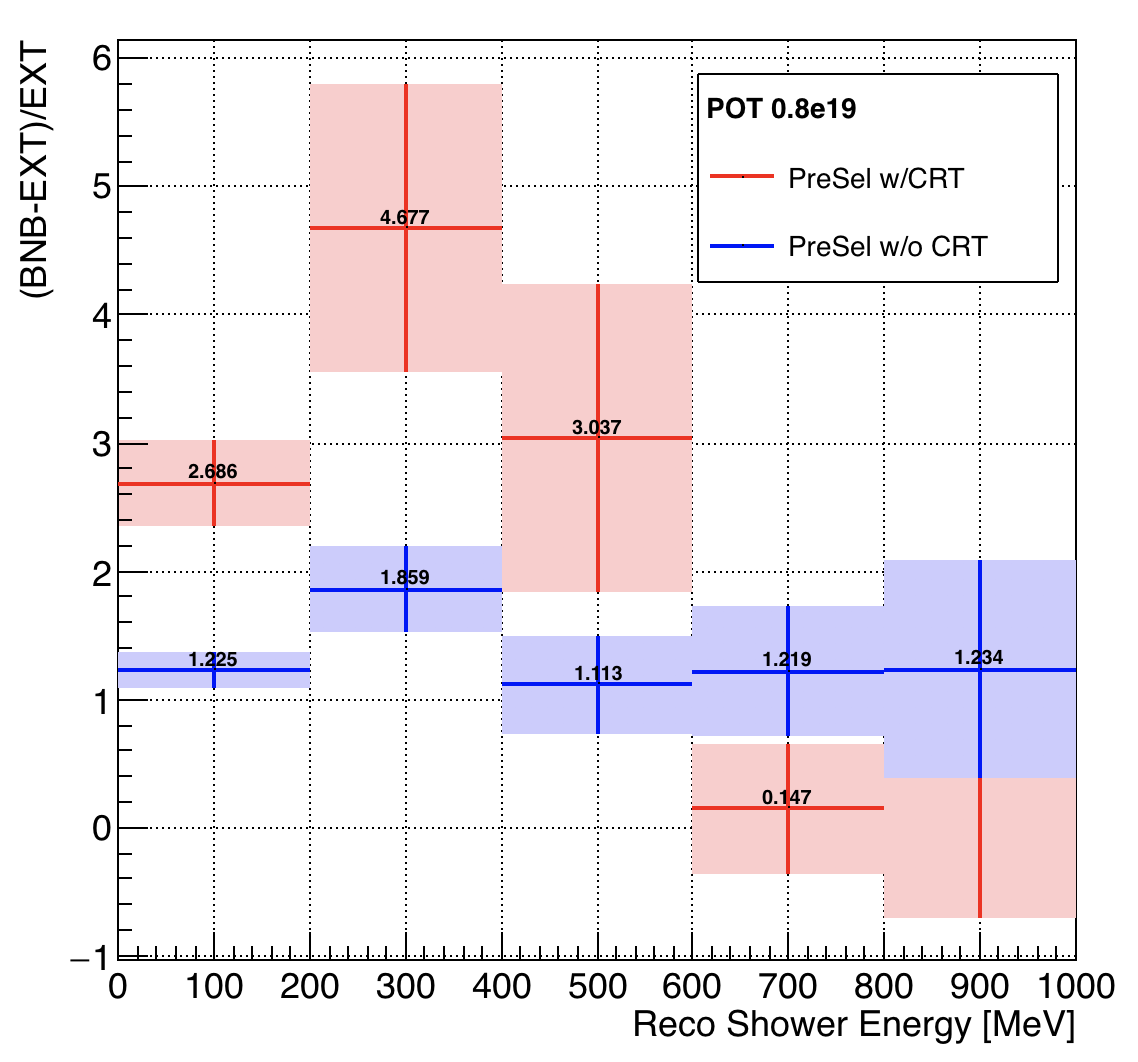 (BNB-EXT)/EXT
6
5
4
3
2
1
0
−1
POT 0.8e19
PreSel w/CRT
PreSel w/o CRT
4.677
3.037
2.686
1.859
1.225
1.113
1.219
1.234
0.147
0 100 200 300 400 500 600 700 800 900 1000
Reco Shower Energy [MeV]